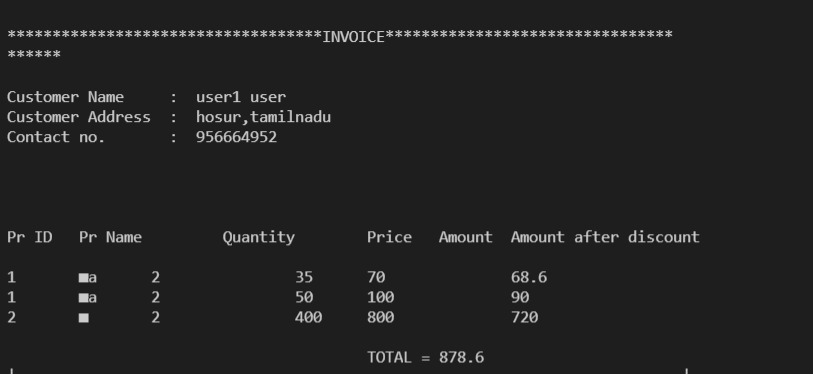 ***********************************INVOICE********************************
******
Customer Name : user1 user
Customer Address : hosur,tamilnadu
Contact no. : 956664952
Pr ID Pr Name Quantity Price Amount Amount after discount
1 ■a 2 35 70 68.6
1 ■a 2 50 100 90
2 ■ 2 400 800 720
TOTAL = 878.6